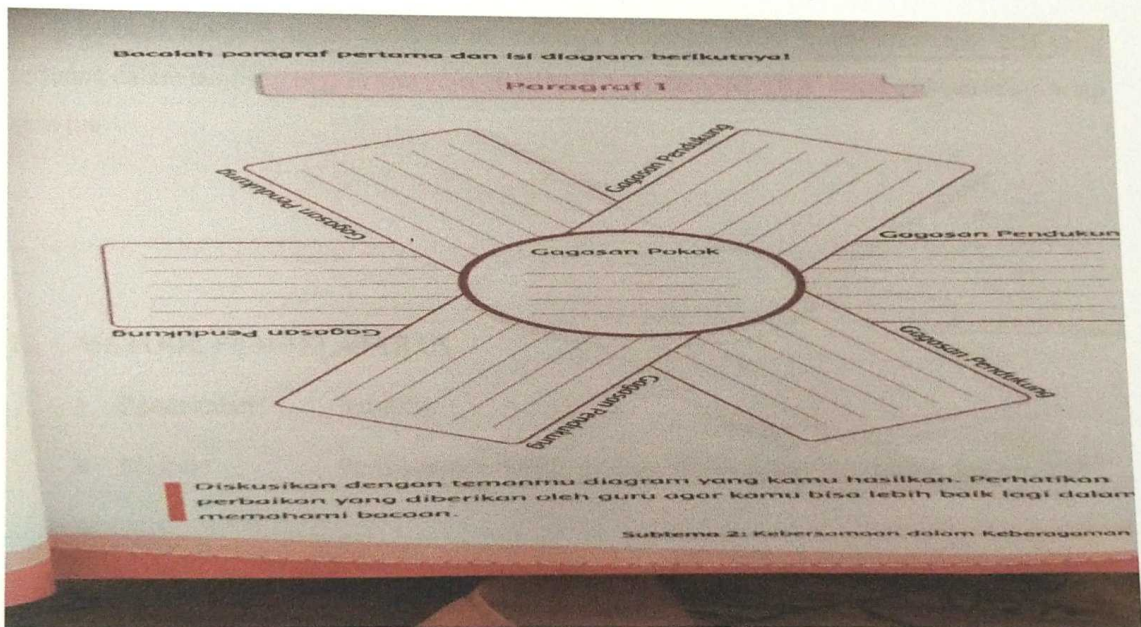 Bacalah paragraf pertama dan isi diagram berikutnya!
Paragraf 1
Gagasan Pendukung
Gagasan Pendukung
Gagasan Pendukun
Gagasan Pokok
Gagasan Pendukung
Gagasan Pendukung
Gagasan Pendukung
Diskusikan dengan temanmu diagram yang kamu hasilkan. Perhatikan
perbaikan yang diberikan oleh guru agar kamu bisa lebih baik lagi dalam
memahami bacaan.
Subtema 2: Kebersamaan dalam Keberagaman